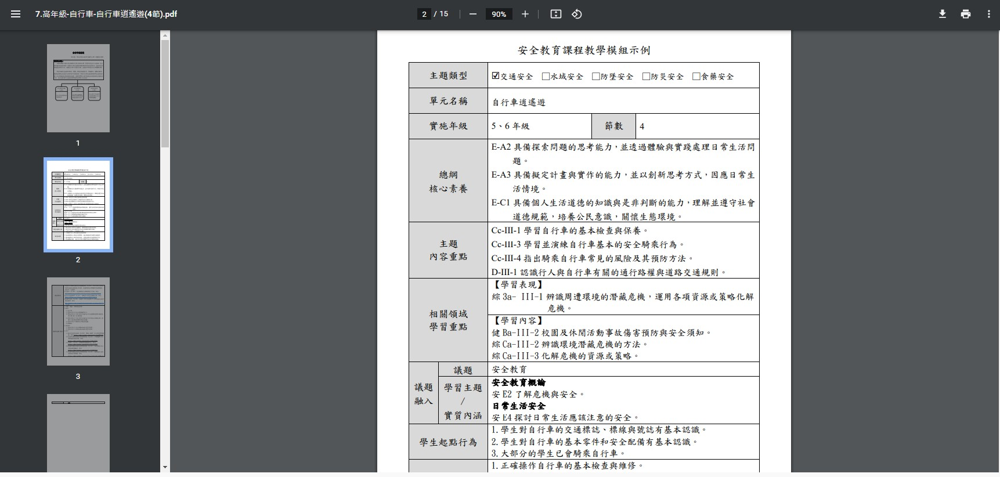 7.高年級-自行車-自行車逍遙遊(4節).pdf
2 / 15
90%
1
2
3
安全教育課程教學模組示例
主題類型
☑交通安全 □水域安全 □防墜安全 □防災安全 □食藥安全
單元名稱
自行車逍遙遊
實施年級
5、6 年級
節數
4
總綱
核心素養
E-A2 具備探索問題的思考能力，並透過體驗與實踐處理日常生活問
題。
E-A3 具備擬定計畫與實作的能力，並以創新思考方式，因應日常生
活情境。
E-C1 具備個人生活道德的知識與是非判斷的能力，理解並遵守社會
道德規範，培養公民意識，關懷生態環境。
主題
內容重點
Cc-III-1 學習自行車的基本檢查與保養。
Cc-III-3 學習並演練自行車基本的安全騎乘行為。
Cc-III-4 指出騎乘自行車常見的風險及其預防方法。
D-III-1 認識行人與自行車有關的通行路權與道路交通規則。
相關領域
學習重點
【學習表現】
綜 3a- III-1 辨識周遭環境的潛藏危機，運用各項資源或策略化解
危機。
【學習內容】
健 Ba-III-2 校園及休閒活動事故傷害預防與安全須知。
綜 Ca-III-2 辨識環境潛藏危機的方法。
綜 Ca-III-3 化解危機的資源或策略。
議題
融入
議題
安全教育
學習主題
/
實質內涵
安全教育概論
安 E2 了解危機與安全。
日常生活安全
安 E4 探討日常生活應該注意的安全。
學生起點行為
1. 學生對自行車的交通標誌、標線與號誌有基本認識。
2. 學生對自行車的基本零件和安全配備有基本認識。
3. 大部分的學生已會騎乘自行車。
1. 正確操作自行車的基本檢查與維修。